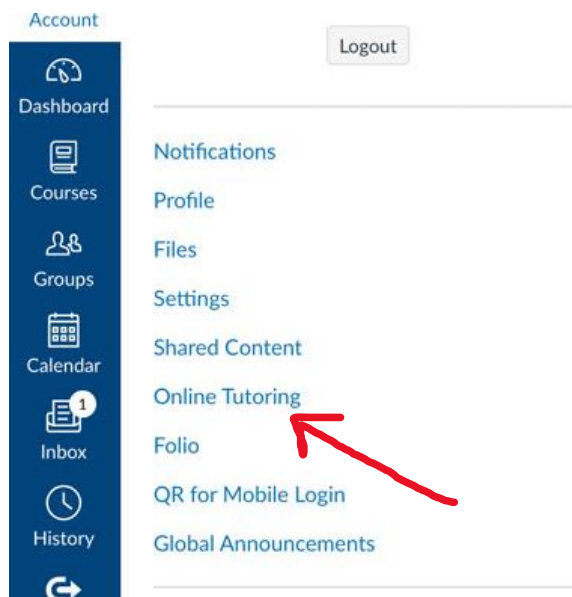 Account
Dashboard
Courses
Groups
Calendar
1
Inbox
History
Logout
Notifications
Profile
Files
Settings
Shared Content
Online Tutoring
Folio
QR for Mobile Login
Global Announcements